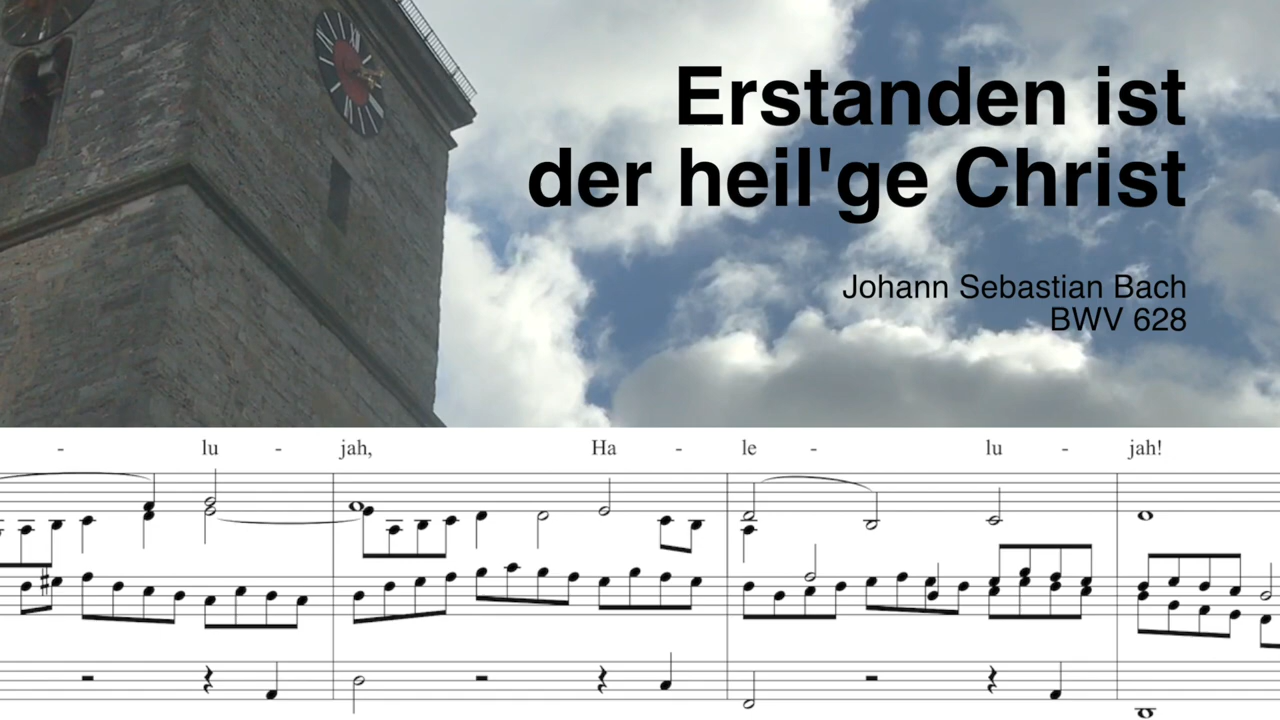 Erstanden ist
der heil'ge Christ
Johann Sebastian Bach
BWV 628
- lu - jah, Ha - le - lu - jah!